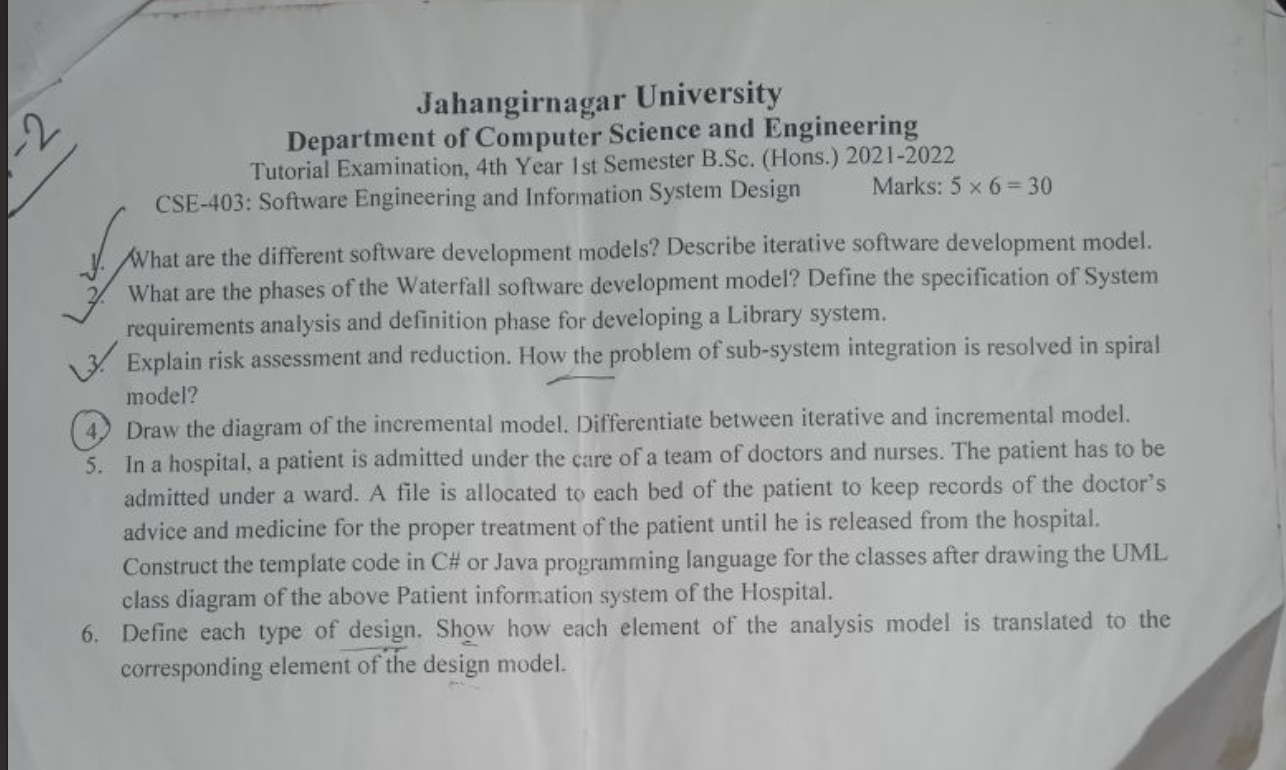 -2
Jahangirnagar University
Department of Computer Science and Engineering
Tutorial Examination, 4th Year 1st Semester B.Sc. (Hons.) 2021-2022
CSE-403: Software Engineering and Information System Design Marks: 5 × 6 = 30
1. What are the different software development models? Describe iterative software development model.
2. What are the phases of the Waterfall software development model? Define the specification of System
requirements analysis and definition phase for developing a Library system.
3. Explain risk assessment and reduction. How the problem of sub-system integration is resolved in spiral
model?
4. Draw the diagram of the incremental model. Differentiate between iterative and incremental model.
5. In a hospital, a patient is admitted under the care of a team of doctors and nurses. The patient has to be
admitted under a ward. A file is allocated to each bed of the patient to keep records of the doctor's
advice and medicine for the proper treatment of the patient until he is released from the hospital.
Construct the template code in C# or Java programming language for the classes after drawing the UML
class diagram of the above Patient information system of the Hospital.
6. Define each type of design. Show how each element of the analysis model is translated to the
corresponding element of the design model.